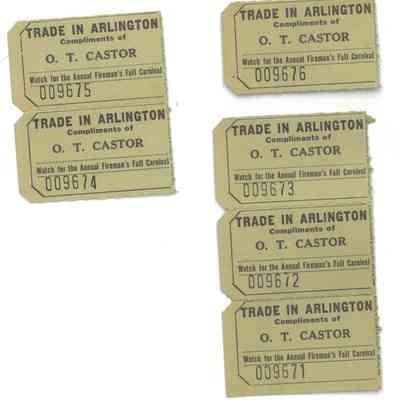 TRADE IN ARLINGTON
Compliments of
O. T. CASTOR
Watch for the Annual Fireman's Fall Carnival
009675
TRADE IN ARLINGTON
Compliments of
O. T. CASTOR
Watch for the Annual Fireman's Fall Carnival
009674
TRADE IN ARLINGTON
Compliments of
O. T. CASTOR
Watch for the Annual Fireman's Fall Carnival
009676
TRADE IN ARLINGTON
Compliments of
O. T. CASTOR
Watch for the Annual Fireman's Fall Carnival
009673
TRADE IN ARLINGTON
Compliments of
O. T. CASTOR
Watch for the Annual Fireman's Fall Carnival
009672
TRADE IN ARLINGTON
Compliments of
O. T. CASTOR
Watch for the Annual Fireman's Fall Carnival
009671